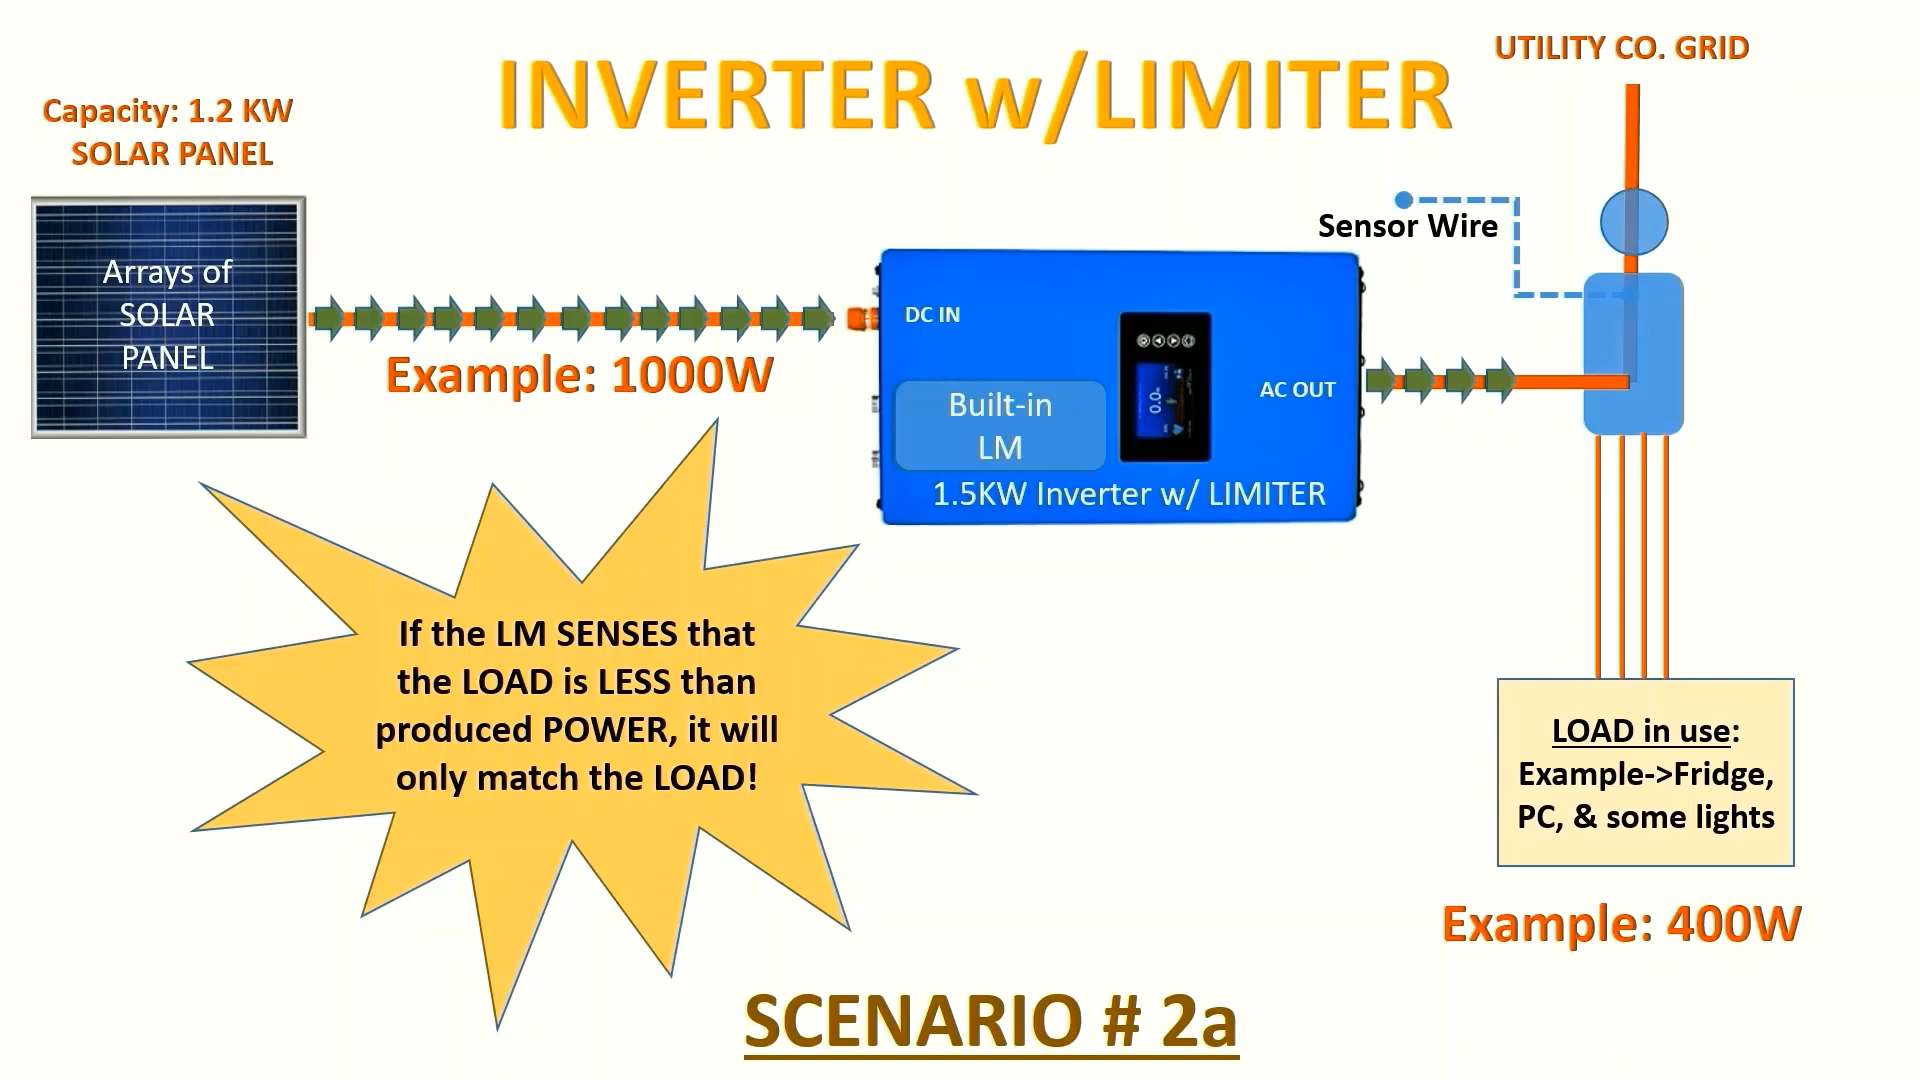 INVERTER w/LIMITER
UTILITY CO. GRID
Capacity: 1.2 KW
SOLAR PANEL
Arrays of
SOLAR
PANEL
Example: 1000W
Sensor Wire
DC IN
AC OUT
Built-in
LM
0.0
1.5KW Inverter w/ LIMITER
If the LM SENSES that
the LOAD is LESS than
produced POWER, it will
only match the LOAD!
LOAD in use:
Example->Fridge,
PC, & some lights
Example: 400W
SCENARIO # 2a